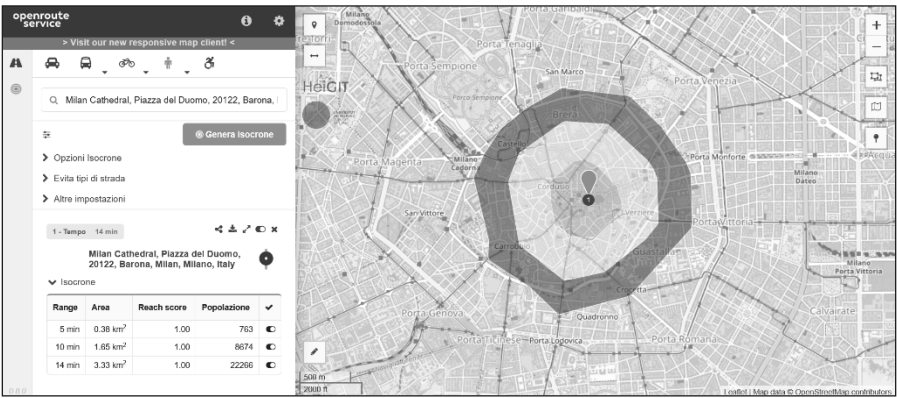 openroute
service
> Visit our new responsive map client! <
Milan Cathedral, Piazza del Duomo, 20122, Barona,
Genera isocrone
Opzioni Isocrone
Evita tipi di strada
Altre impostazioni
1 - Tempo 14 min
Milan Cathedral, Piazza del Duomo,
20122, Barona, Milan, Milano, Italy
Isocrone
Range Area Reach score Popolazione
5 min 0.38 km² 1.00 763
10 min 1.65 km² 1.00 8674
14 min 3.33 km² 1.00 22266
Milano
Domodossola
Porta Garibaldi
Porta Tenaglia
Porta Sempione
San Marco
Porta Venezia
HeiGIT
Parco Sempione
Brera
Castello
Porta Magenta
Milano
Cadorna
Porta Monforte
Acqua
Milano
Dateo
Cordusio
1
San Vittore
Verziere
Porta Vittoria
Carrobbio
Guastalla
Milano
Porta Vittoria
Crocetta
Calvairate
Porta Genova
Quadronno
Porta Ticinese
Porta Lodovica
Porta Romana
500 m
2000 ft
Leaflet | Map data © OpenStreetMap contributors